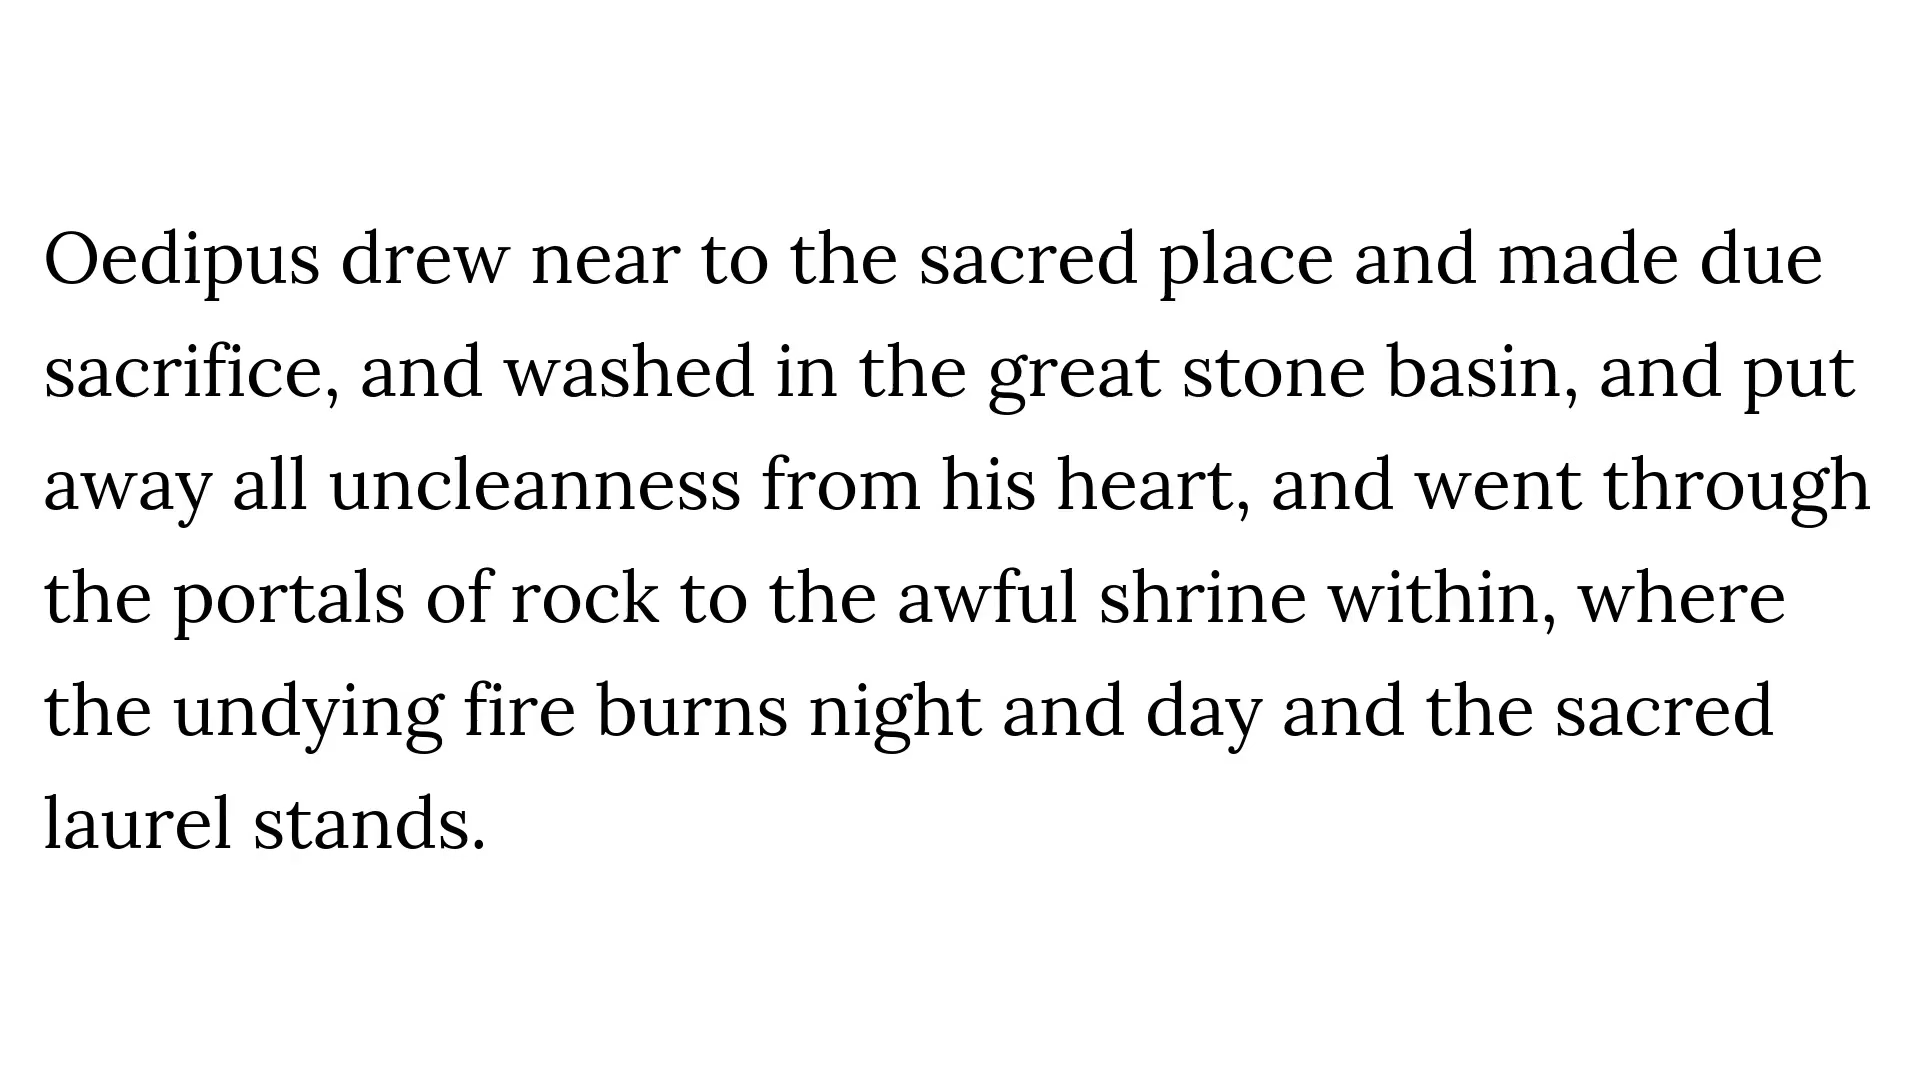 Oedipus drew near to the sacred place and made due
sacrifice, and washed in the great stone basin, and put
away all uncleanness from his heart, and went through
the portals of rock to the awful shrine within, where
the undying fire burns night and day and the sacred
laurel stands.